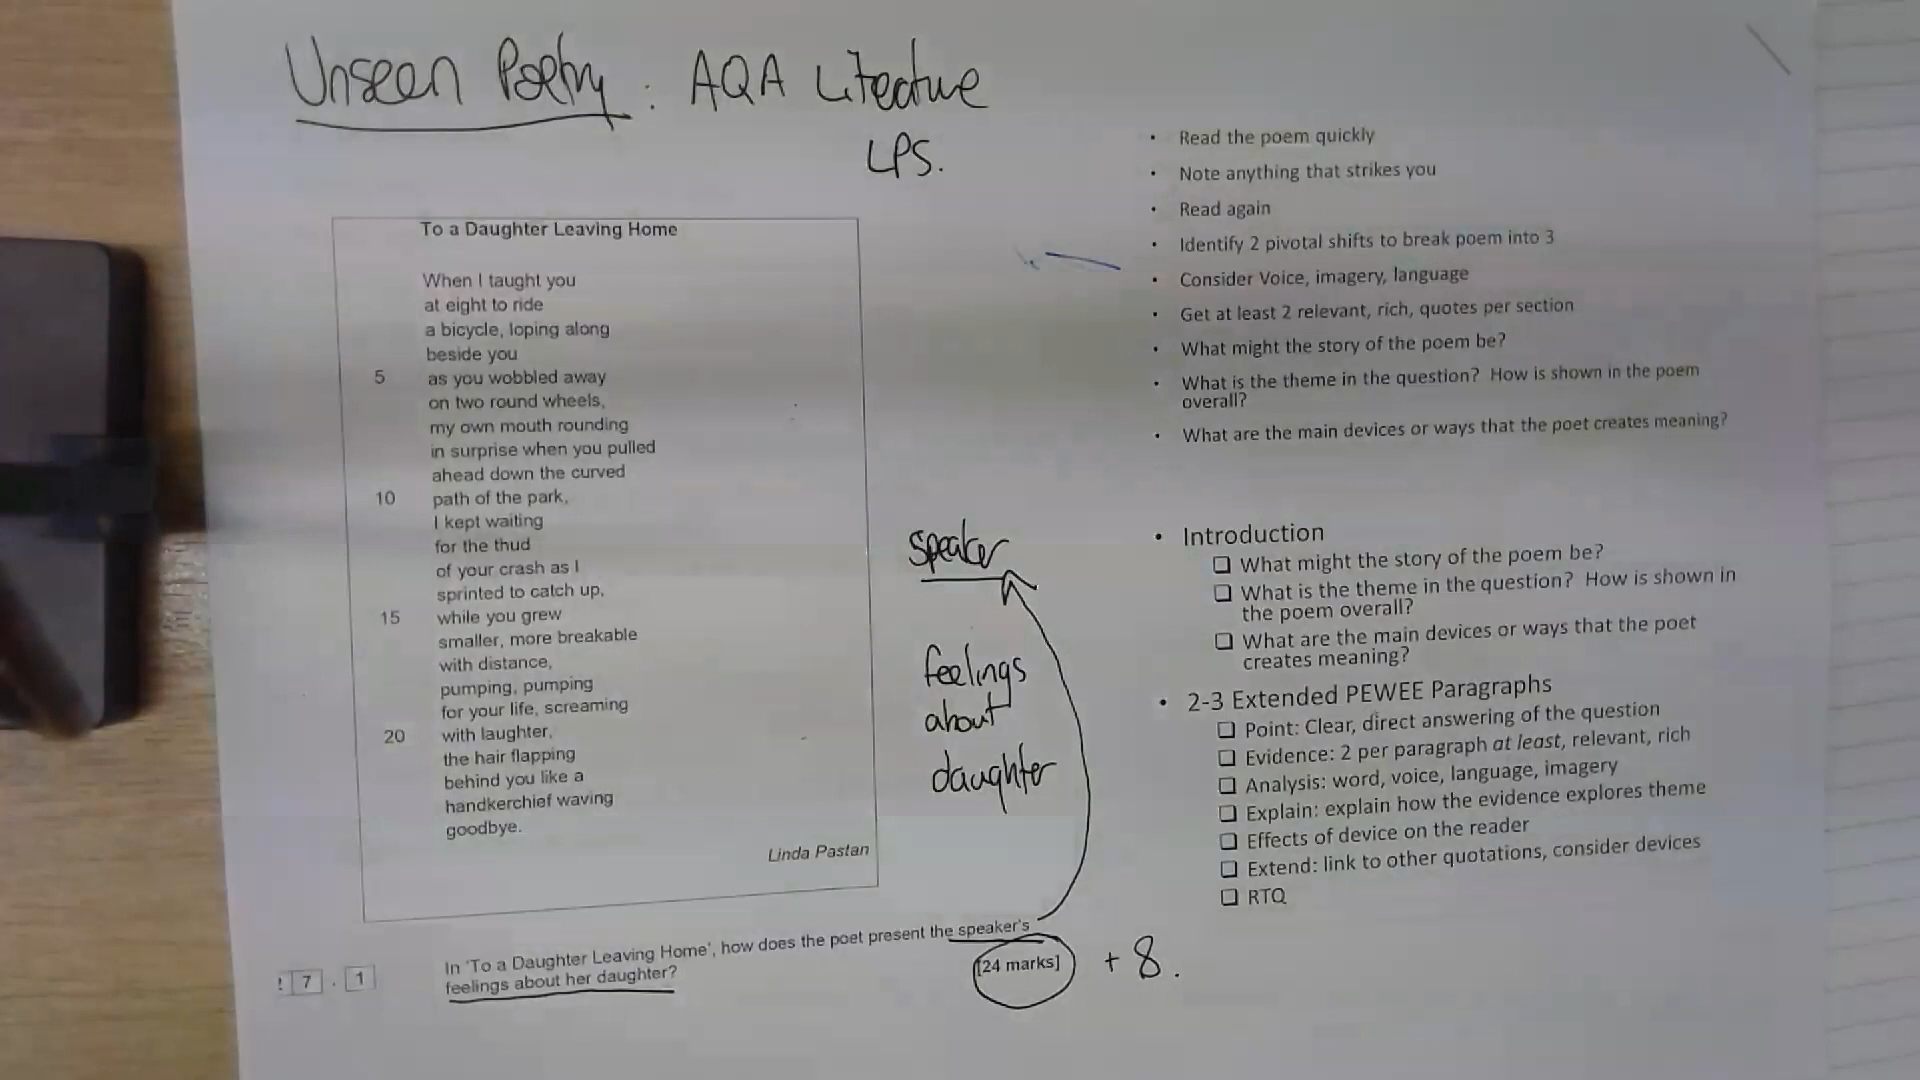 Unseen Poetry : AQA Literature
LPS.
To a Daughter Leaving Home
When I taught you
at eight to ride
a bicycle, loping along
beside you
5 as you wobbled away
on two round wheels,
my own mouth rounding
in surprise when you pulled
ahead down the curved
10 path of the park,
I kept waiting
for the thud
of your crash as I
sprinted to catch up,
15 while you grew
smaller, more breakable
with distance,
pumping, pumping
for your life, screaming
20 with laughter,
the hair flapping
behind you like a
handkerchief waving
goodbye.
Linda Pastan
7 . 1 In 'To a Daughter Leaving Home', how does the poet present the speaker's
feelings about her daughter?
[24 marks] + 8.
speaker
feelings
about
daughter
• Read the poem quickly
• Note anything that strikes you
• Read again
• Identify 2 pivotal shifts to break poem into 3
• Consider Voice, imagery, language
• Get at least 2 relevant, rich, quotes per section
• What might the story of the poem be?
• What is the theme in the question? How is shown in the poem
overall?
• What are the main devices or ways that the poet creates meaning?
• Introduction
❑ What might the story of the poem be?
❑ What is the theme in the question? How is shown in
the poem overall?
❑ What are the main devices or ways that the poet
creates meaning?
• 2-3 Extended PEWEE Paragraphs
❑ Point: Clear, direct answering of the question
❑ Evidence: 2 per paragraph at least, relevant, rich
❑ Analysis: word, voice, language, imagery
❑ Explain: explain how the evidence explores theme
❑ Effects of device on the reader
❑ Extend: link to other quotations, consider devices
❑ RTQ